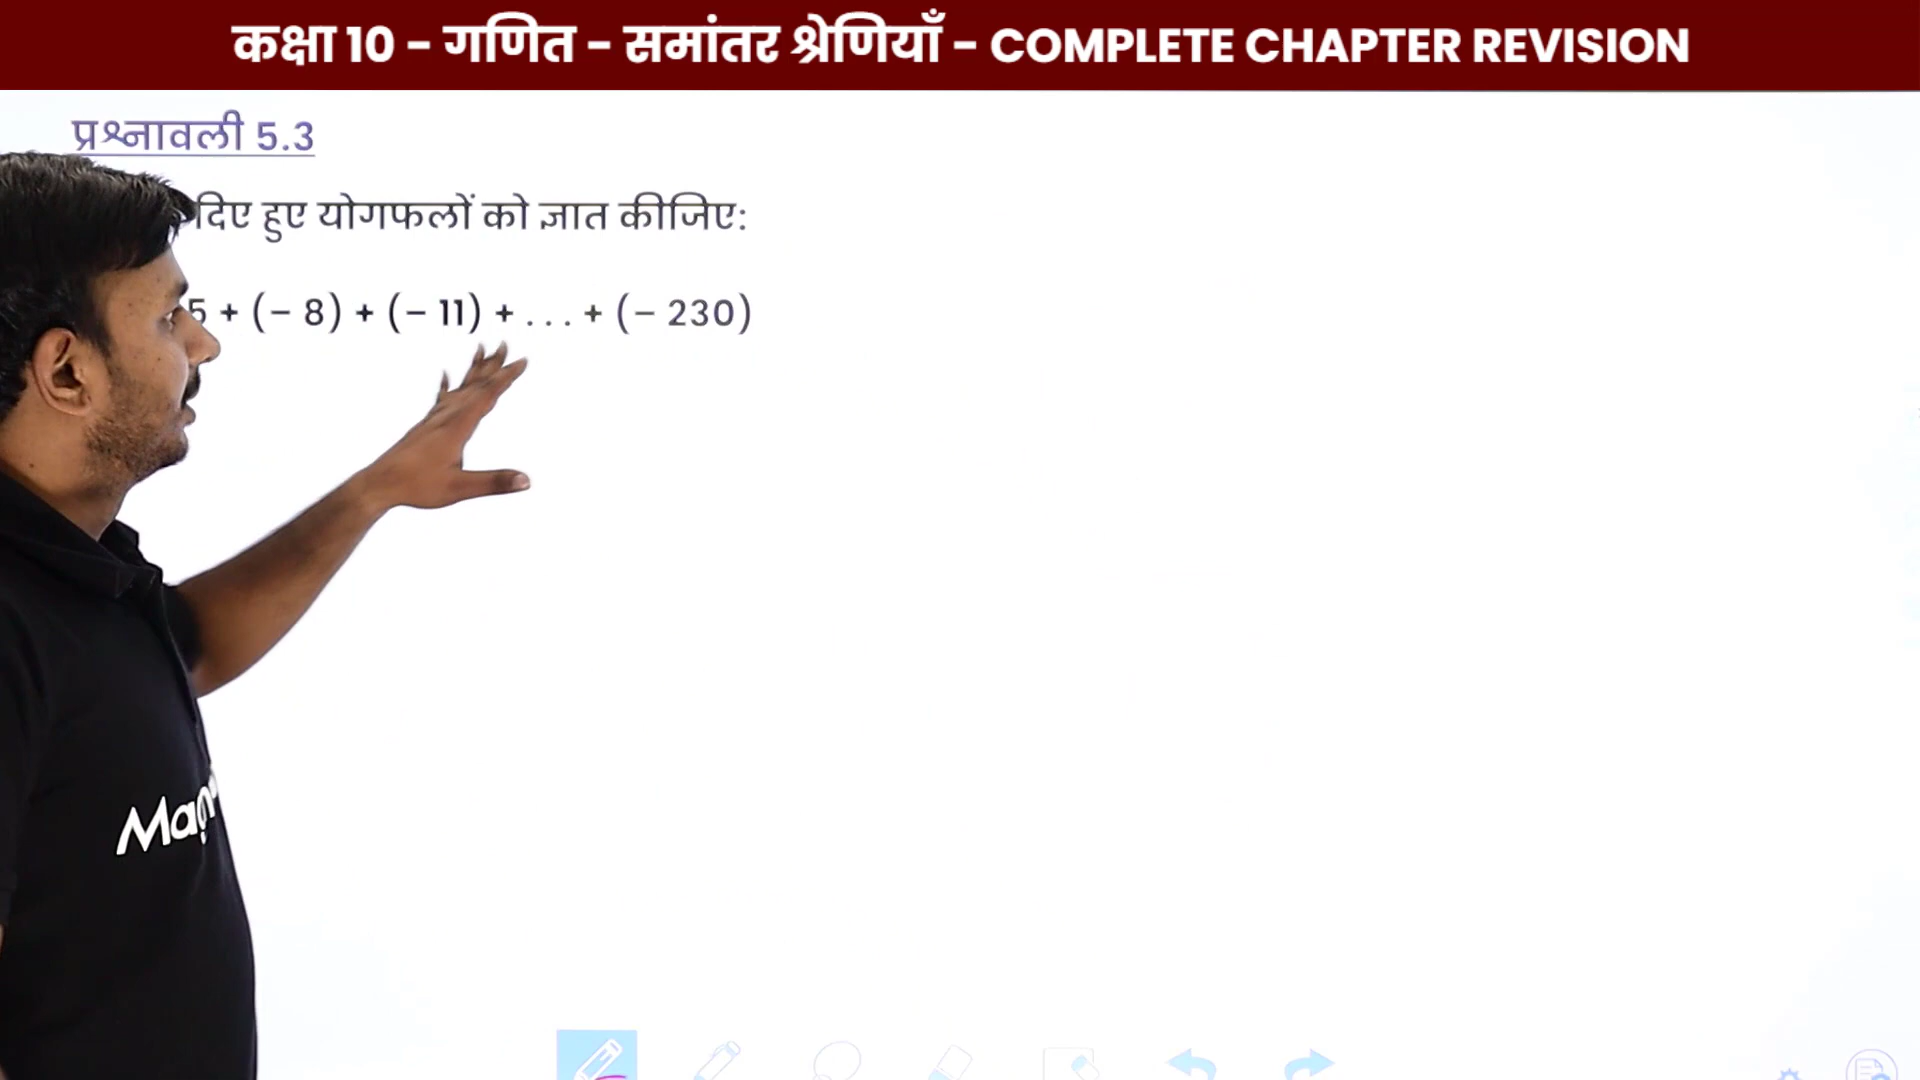 कक्षा 10 - गणित - समांतर श्रेणियाँ - COMPLETE CHAPTER REVISION
प्रश्नावली 5.3
दिए हुए योगफलों को ज्ञात कीजिए:
5 + (– 8) + (– 11) + . . . + (– 230)